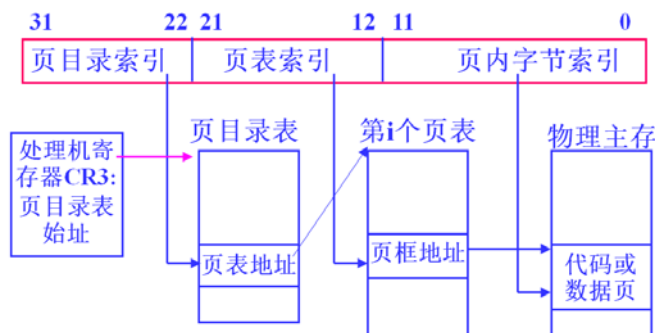 31 22 21 12 11 0
页目录索引 页表索引 页内字节索引
页目录表 第i个页表 物理主存
处理机寄
存器CR3:
页目录表
始址
页表地址 页框地址 代码或
数据页